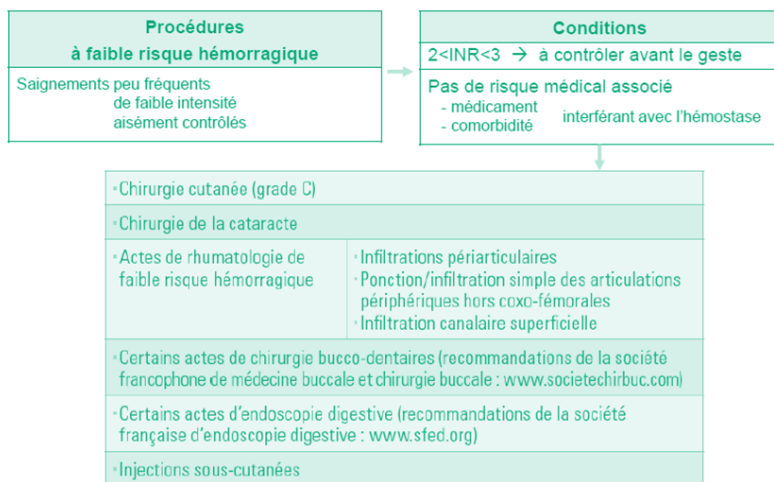 Procédures
à faible risque hémorragique
Saignements peu fréquents
de faible intensité
aisément contrôlés
Conditions
2<INR<3 → à contrôler avant le geste
Pas de risque médical associé
- médicament
- comorbidité
interférant avec l'hémostase
• Chirurgie cutanée (grade C)
• Chirurgie de la cataracte
• Actes de rhumatologie de
faible risque hémorragique
• Infiltrations périarticulaires
• Ponction/infiltration simple des articulations
périphériques hors coxo-fémorales
• Infiltration canalaire superficielle
• Certains actes de chirurgie bucco-dentaires (recommandations de la société
francophone de médecine buccale et chirurgie buccale : www.societechirbuc.com)
• Certains actes d'endoscopie digestive (recommandations de la société
française d'endoscopie digestive : www.sfed.org)
• Injections sous-cutanées